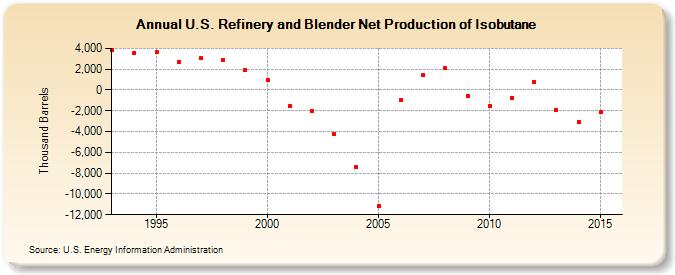 Annual U.S. Refinery and Blender Net Production of Isobutane
Thousand Barrels
4,000
2,000
0
-2,000
-4,000
-6,000
-8,000
-10,000
-12,000
1995 2000 2005 2010 2015
Source: U.S. Energy Information Administration